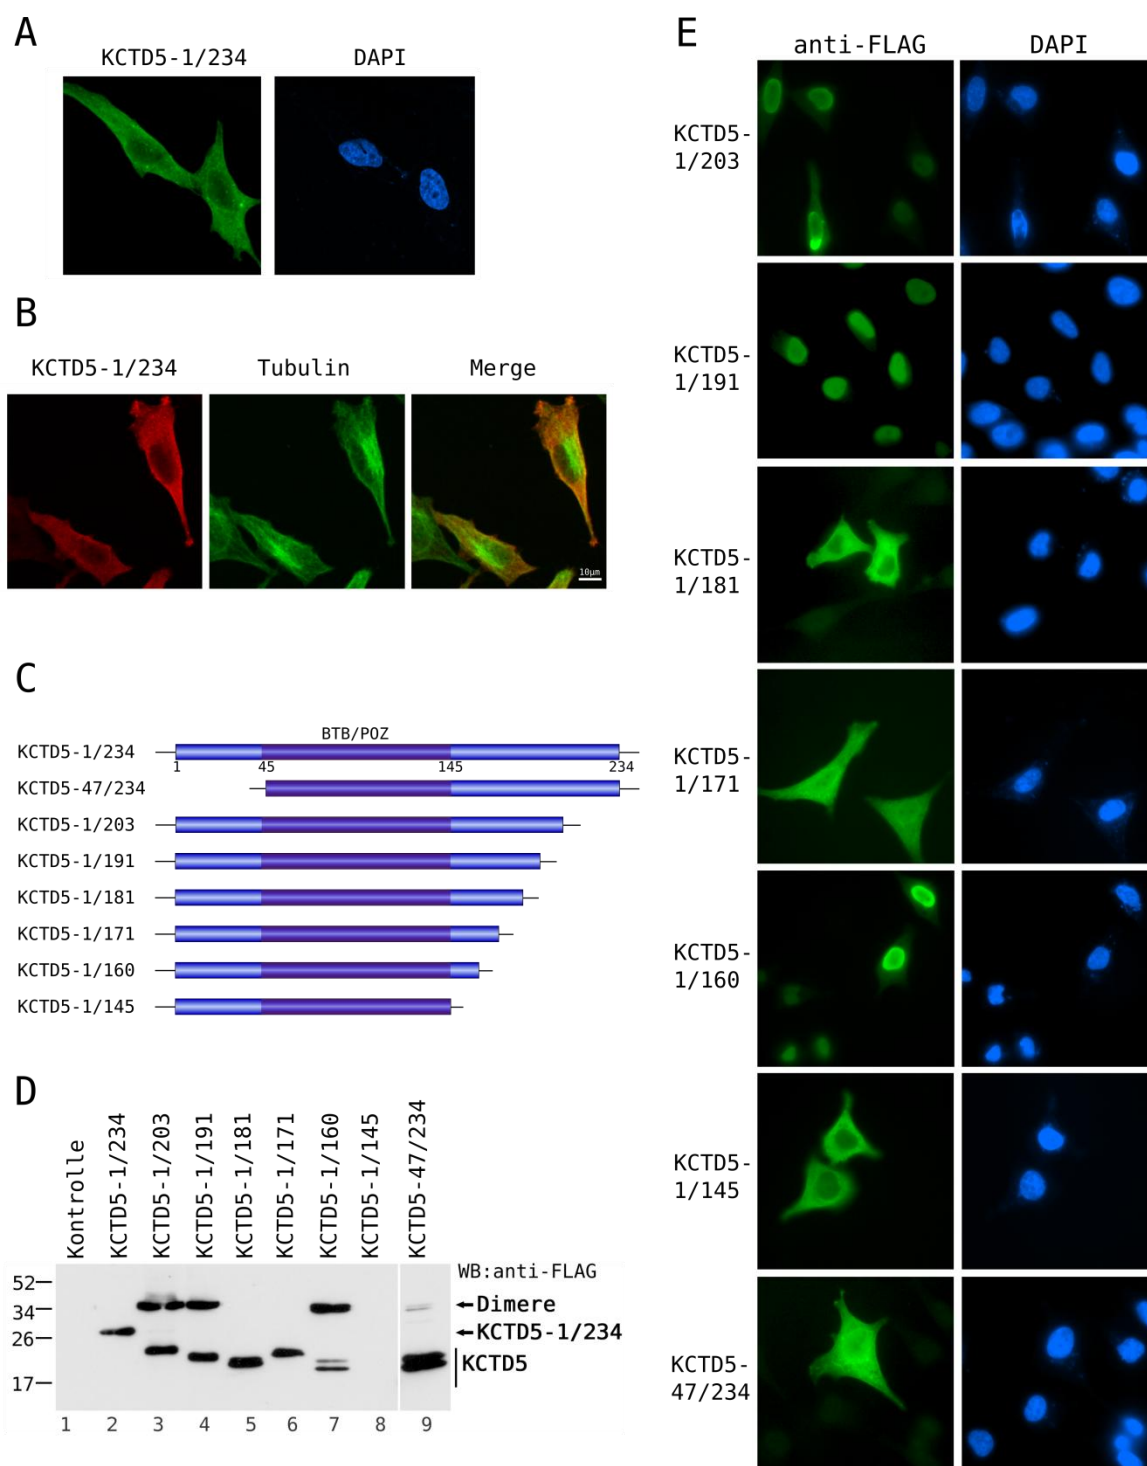 A
KCTD5-1/234 DAPI
B
KCTD5-1/234 Tubulin Merge
10µm
C
BTB/POZ
KCTD5-1/234
1 45 145 234
KCTD5-47/234
KCTD5-1/203
KCTD5-1/191
KCTD5-1/181
KCTD5-1/171
KCTD5-1/160
KCTD5-1/145
D
Kontrolle
KCTD5-1/234
KCTD5-1/203
KCTD5-1/191
KCTD5-1/181
KCTD5-1/171
KCTD5-1/160
KCTD5-1/145
KCTD5-47/234
WB:anti-FLAG
52
34
26
17
Dimere
KCTD5-1/234
KCTD5
1 2 3 4 5 6 7 8 9
E
anti-FLAG DAPI
KCTD5-
1/203
KCTD5-
1/191
KCTD5-
1/181
KCTD5-
1/171
KCTD5-
1/160
KCTD5-
1/145
KCTD5-
47/234